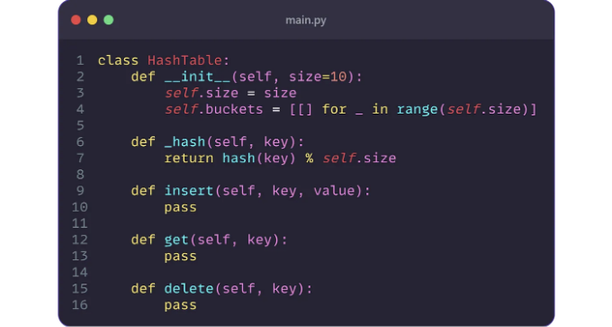 main.py
1 class HashTable:
2     def __init__(self, size=10):
3         self.size = size
4         self.buckets = [[] for _ in range(self.size)]
5
6     def _hash(self, key):
7         return hash(key) % self.size
8
9     def insert(self, key, value):
10         pass
11
12     def get(self, key):
13         pass
14
15     def delete(self, key):
16         pass